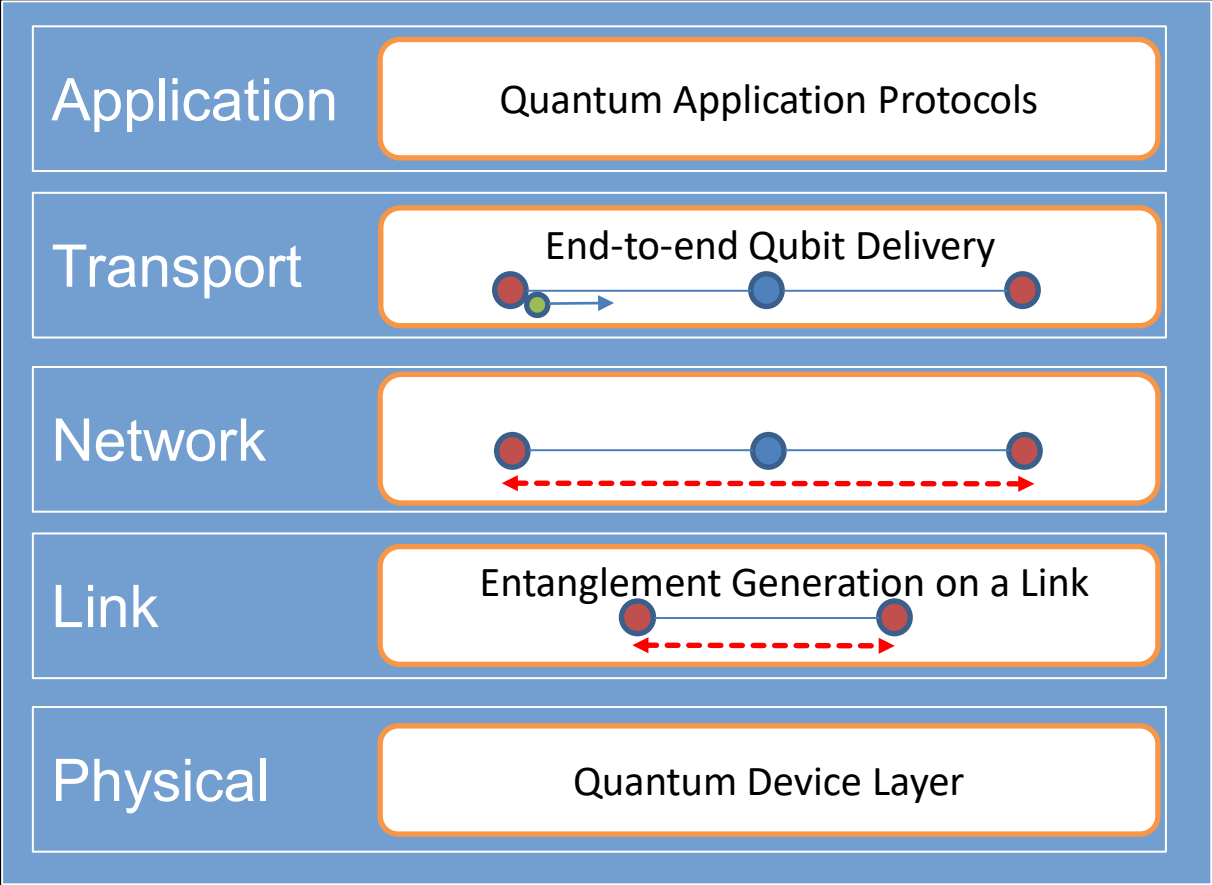 Application
Quantum Application Protocols
Transport
End-to-end Qubit Delivery
Network
Link
Entanglement Generation on a Link
Physical
Quantum Device Layer